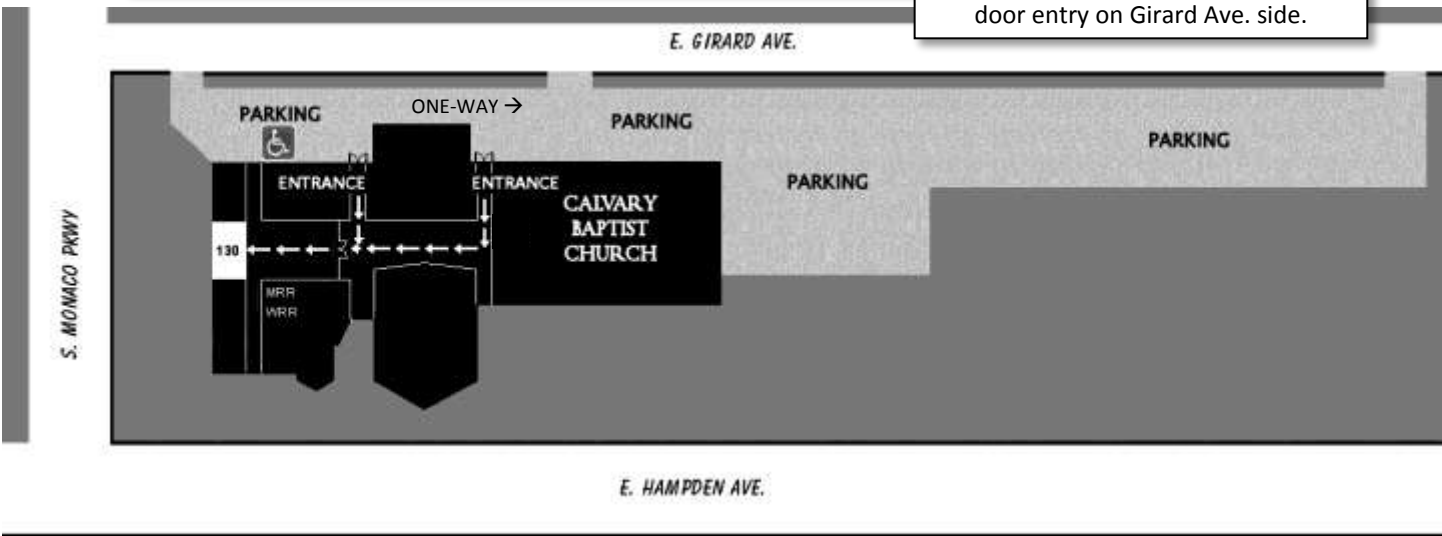 door entry on Girard Ave. side.
E. GIRARD AVE.
PARKING
ONE-WAY →
PARKING
PARKING
PARKING
ENTRANCE
ENTRANCE
CALVARY
BAPTIST
CHURCH
130
MRR
WRR
S. MONACO PKWY
E. HAMPDEN AVE.